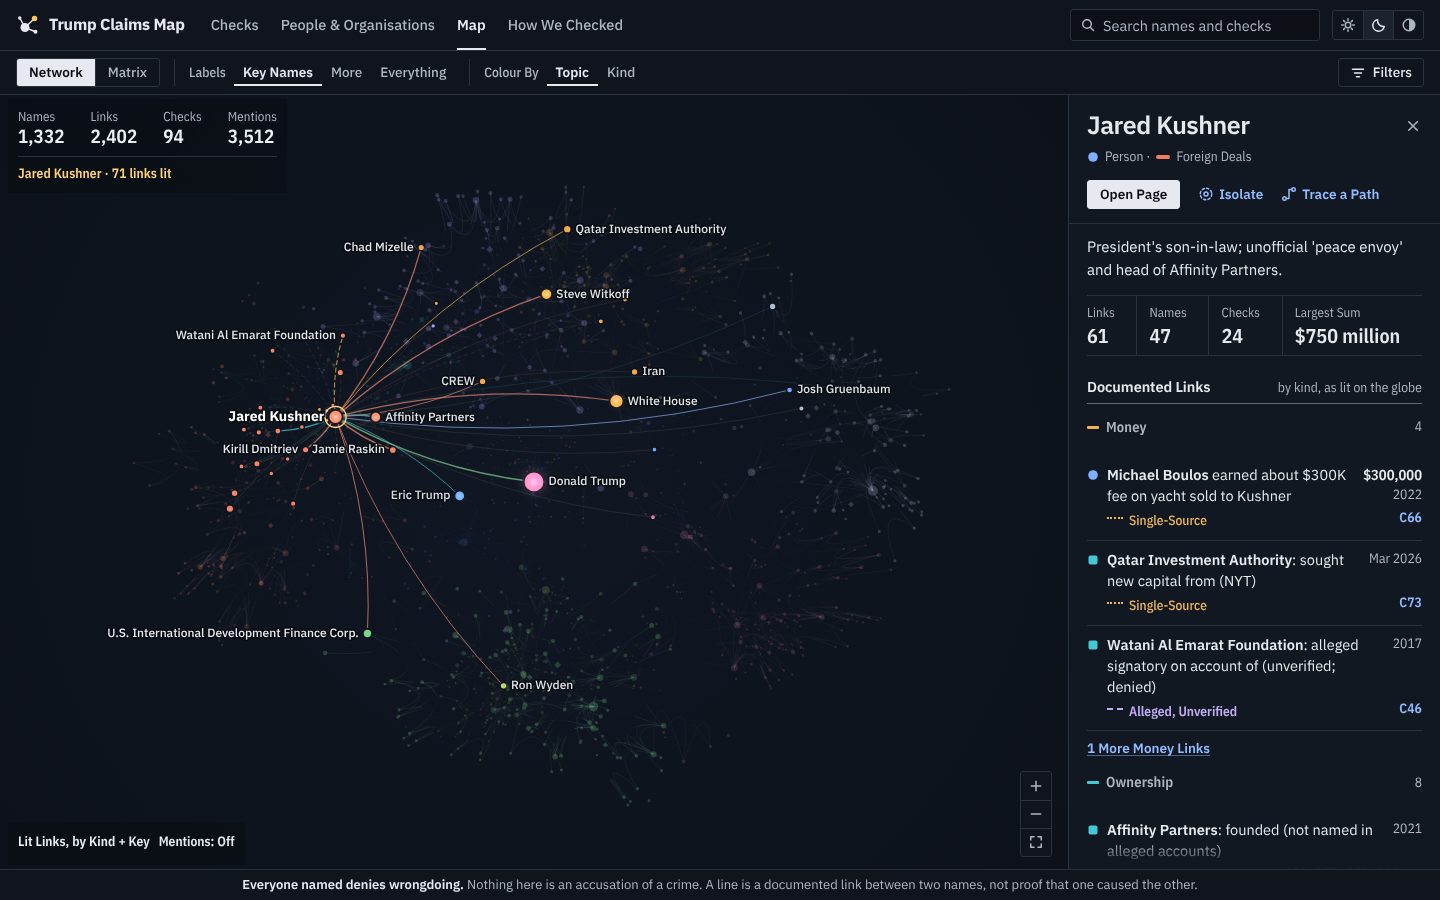 Trump Claims Map
Checks
People & Organisations
Map
How We Checked
Search names and checks
Network
Matrix
Labels
Key Names
More
Everything
Colour By
Topic
Kind
Filters
Names
Links
Checks
Mentions
1,332
2,402
94
3,512
Jared Kushner · 71 links lit
Qatar Investment Authority
Chad Mizelle
Steve Witkoff
Watani Al Emarat Foundation
Iran
CREW
Josh Gruenbaum
White House
Jared Kushner
Affinity Partners
Kirill Dmitriev
Jamie Raskin
Donald Trump
Eric Trump
U.S. International Development Finance Corp.
Ron Wyden
Lit Links, by Kind + Key
Mentions: Off
Jared Kushner
Person · Foreign Deals
Open Page
Isolate
Trace a Path
President's son-in-law; unofficial 'peace envoy'
and head of Affinity Partners.
Links
Names
Checks
Largest Sum
61
47
24
$750 million
Documented Links
by kind, as lit on the globe
Money
4
Michael Boulos earned about $300K
$300,000
fee on yacht sold to Kushner
2022
Single-Source
C66
Qatar Investment Authority: sought
Mar 2026
new capital from (NYT)
Single-Source
C73
Watani Al Emarat Foundation: alleged
2017
signatory on account of (unverified;
denied)
Alleged, Unverified
C46
1 More Money Links
Ownership
8
Affinity Partners: founded (not named in
2021
alleged accounts)
Everyone named denies wrongdoing. Nothing here is an accusation of a crime. A line is a documented link between two names, not proof that one caused the other.